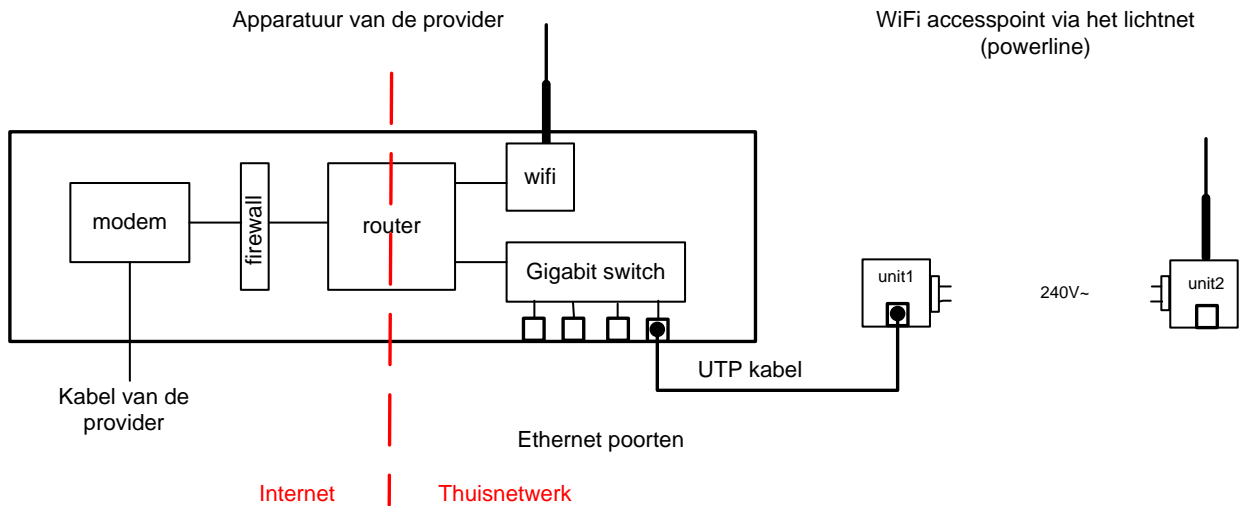 Apparatuur van de provider
WiFi accesspoint via het lichtnet
(powerline)
wifi
modem
firewall
router
Gigabit switch
unit1
240V~
unit2
UTP kabel
Kabel van de
provider
Ethernet poorten
Internet
Thuisnetwerk